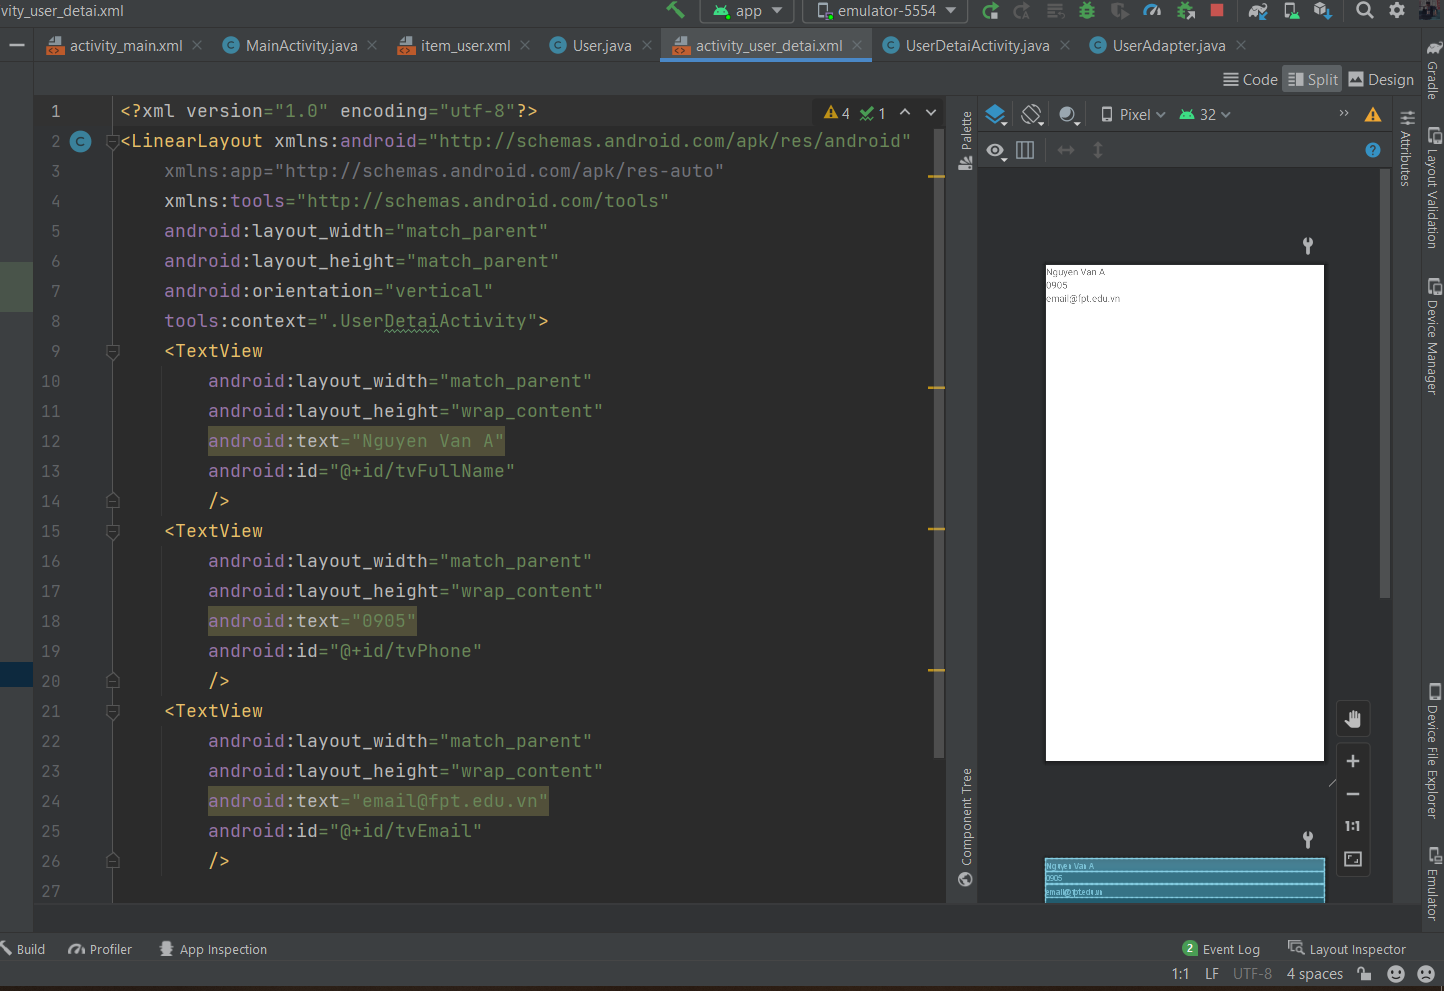 vity_user_detai.xml
app
emulator-5554
activity_main.xml
MainActivity.java
item_user.xml
User.java
activity_user_detai.xml
UserDetaiActivity.java
UserAdapter.java
Code
Split
Design
1 <?xml version="1.0" encoding="utf-8"?>
4
1
2 <LinearLayout xmlns:android="http://schemas.android.com/apk/res/android"
3 xmlns:app="http://schemas.android.com/apk/res-auto"
4 xmlns:tools="http://schemas.android.com/tools"
5 android:layout_width="match_parent"
6 android:layout_height="match_parent"
7 android:orientation="vertical"
8 tools:context=".UserDetaiActivity">
9 <TextView
10 android:layout_width="match_parent"
11 android:layout_height="wrap_content"
12 android:text="Nguyen Van A"
13 android:id="@+id/tvFullName"
14 />
15 <TextView
16 android:layout_width="match_parent"
17 android:layout_height="wrap_content"
18 android:text="0905"
19 android:id="@+id/tvPhone"
20 />
21 <TextView
22 android:layout_width="match_parent"
23 android:layout_height="wrap_content"
24 android:text="email@fpt.edu.vn"
25 android:id="@+id/tvEmail"
26 />
27
Palette
Component Tree
Pixel
32
Nguyen Van A
0905
email@fpt.edu.vn
1:1
Nguyen Van A
0905
email@fpt.edu.vn
Attributes
Gradle
Layout Validation
Device Manager
Device File Explorer
Emulator
Build
Profiler
App Inspection
2 Event Log
Layout Inspector
1:1
LF
UTF-8
4 spaces